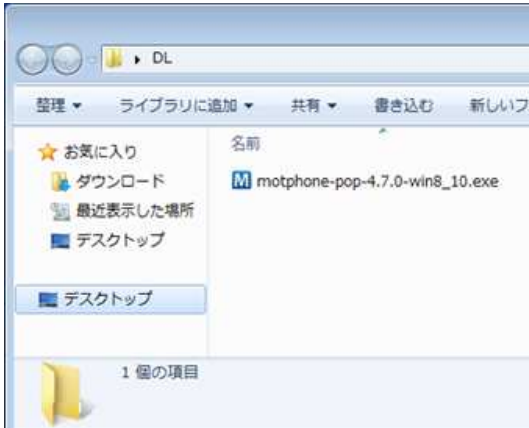 DL
整理 ライブラリに追加 共有 書き込む 新しいフ
お気に入り
ダウンロード
最近表示した場所
デスクトップ
デスクトップ
名前
motphone-pop-4.7.0-win8_10.exe
1 個の項目